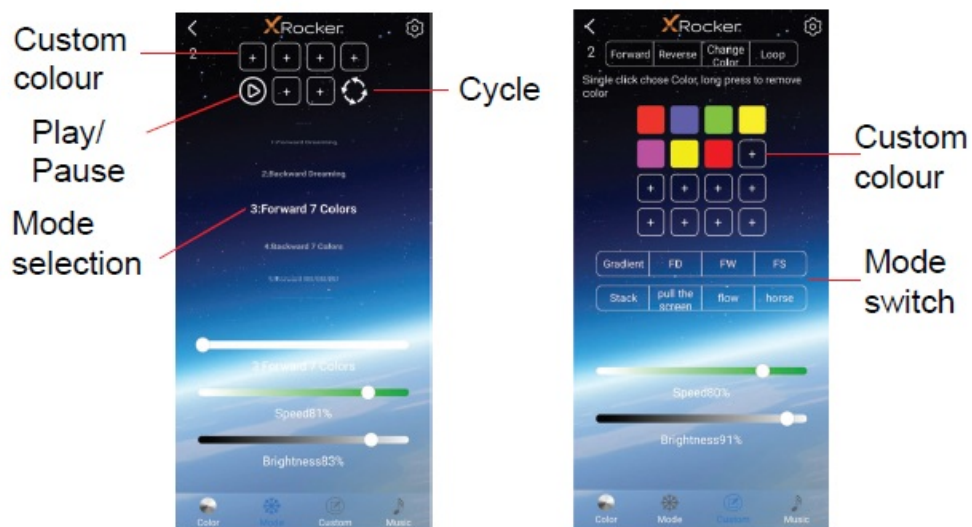 Custom
colour
Play/
Pause
Mode
selection
XRocker
2
Cycle
1:Forward Dreaming
2:Backward Dreaming
3:Forward 7 Colors
4:Backward 7 Colors
3:Forward 7 Colors
Speed81%
Brightness83%
Color
Mode
Custom
Music
XRocker
2
Forward
Reverse
Change
Color
Loop
Single click chose Color, long press to remove
color
Custom
colour
Gradient
FD
FW
FS
Stack
pull the
screen
flow
horse
Mode
switch
Speed80%
Brightness91%
Color
Mode
Custom
Music